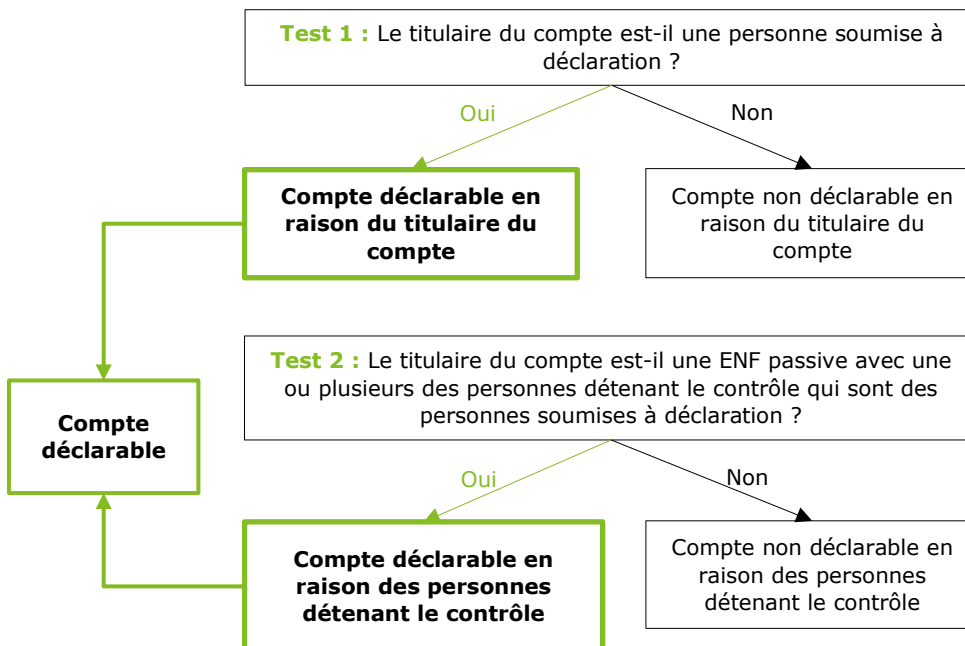 Test 1 : Le titulaire du compte est-il une personne soumise à
déclaration ?
Oui
Non
Compte déclarable en
raison du titulaire du
compte
Compte non déclarable en
raison du titulaire du
compte
Test 2 : Le titulaire du compte est-il une ENF passive avec une
ou plusieurs des personnes détenant le contrôle qui sont des
personnes soumises à déclaration ?
Compte
déclarable
Oui
Non
Compte déclarable en
raison des personnes
détenant le contrôle
Compte non déclarable en
raison des personnes
détenant le contrôle